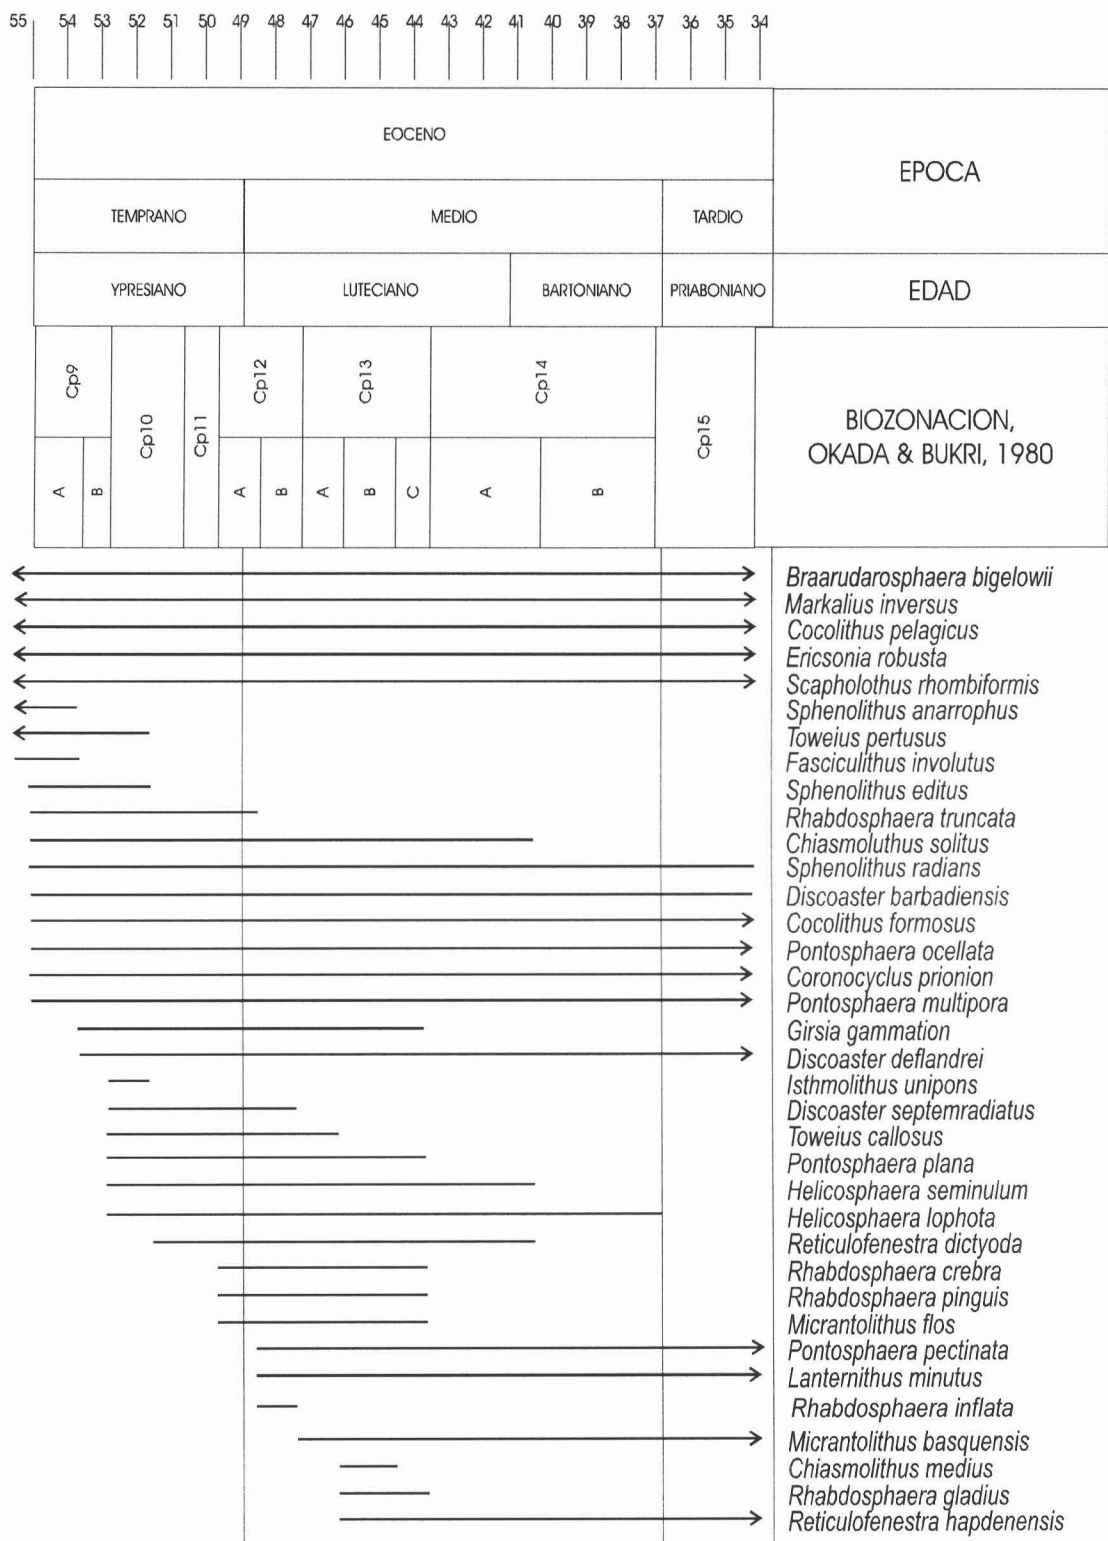 55 54 53 52 51 50 49 48 47 46 45 44 43 42 41 40 39 38 37 36 35 34
EOCENO
EPOCA
TEMPRANO MEDIO TARDIO
YPRESIANO LUTECIANO BARTONIANO PRIABONIANO EDAD
Cp9 Cp10 Cp11 Cp12 Cp13 Cp14 Cp15
BIOZONACION,
OKADA & BUKRI, 1980
A B A B A B C A B
Braarudarosphaera bigelowii
Markalius inversus
Cocolithus pelagicus
Ericsonia robusta
Scapholothus rhombiformis
Sphenolithus anarrophus
Toweius pertusus
Fasciculithus involutus
Sphenolithus editus
Rhabdosphaera truncata
Chiasmoluthus solitus
Sphenolithus radians
Discoaster barbadiensis
Cocolithus formosus
Pontosphaera ocellata
Coronocyclus prionion
Pontosphaera multipora
Girsia gammation
Discoaster deflandrei
Isthmolithus unipons
Discoaster septemradiatus
Toweius callosus
Pontosphaera plana
Helicosphaera seminulum
Helicosphaera lophota
Reticulofenestra dictyoda
Rhabdosphaera crebra
Rhabdosphaera pinguis
Micrantolithus flos
Pontosphaera pectinata
Lanternithus minutus
Rhabdosphaera inflata
Micrantolithus basquensis
Chiasmolithus medius
Rhabdosphaera gladius
Reticulofenestra hapdenensis